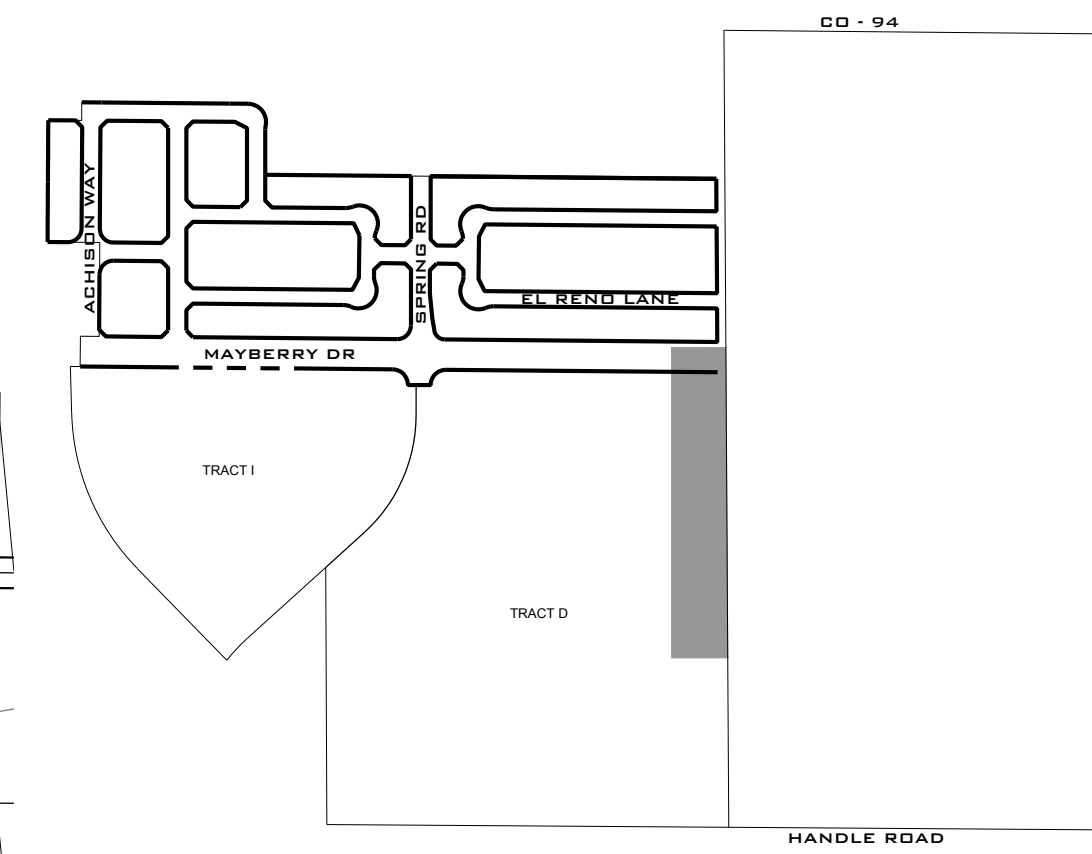 CO - 94
ACHISON WAY
SPRING RD
EL RENO LANE
MAYBERRY DR
TRACT I
TRACT D
HANDLE ROAD